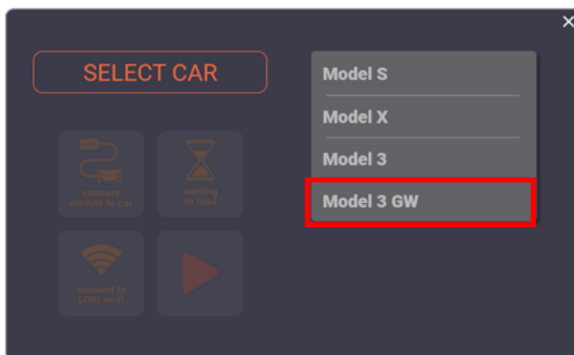 SELECT CAR
Model S
Model X
Model 3
Model 3 GW
connect
module to car
waiting
to load
connect to
LOKI wi-fi